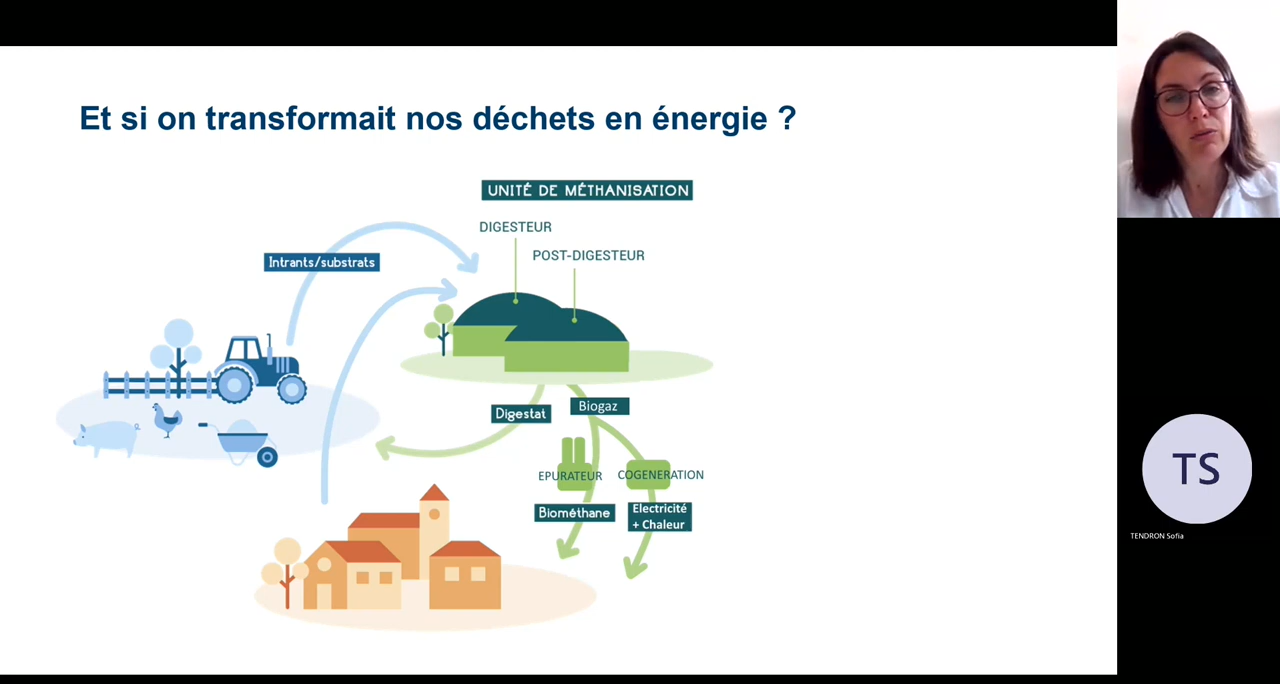 Et si on transformait nos déchets en énergie ?
UNITÉ DE MÉTHANISATION
DIGESTEUR
POST-DIGESTEUR
Intrants/substrats
Digestat
Biogaz
EPURATEUR
COGENERATION
Biométhane
Electricité
+ Chaleur
TS
TENDRON Sofia